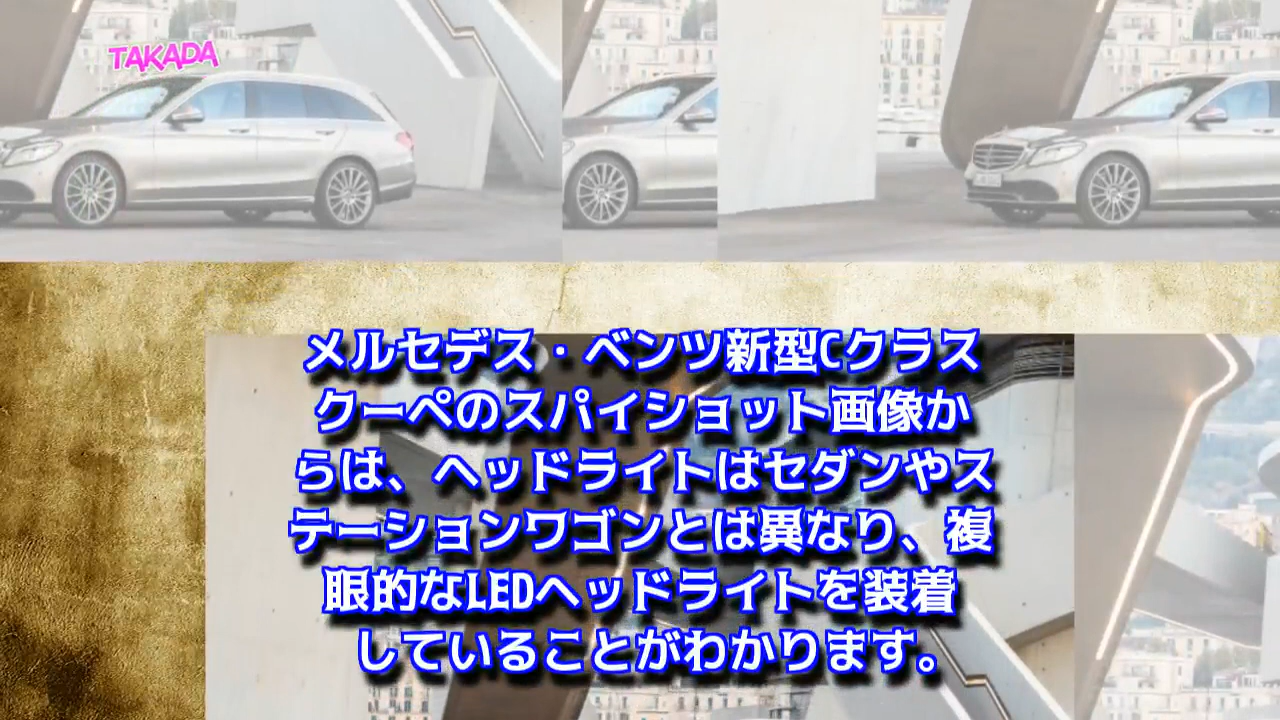 TAKADA
メルセデス・ベンツ新型Cクラス
クーペのスパイショット画像か
らは、ヘッドライトはセダンやス
テーションワゴンとは異なり、複
眼的なLEDヘッドライトを装着
していることがわかります。